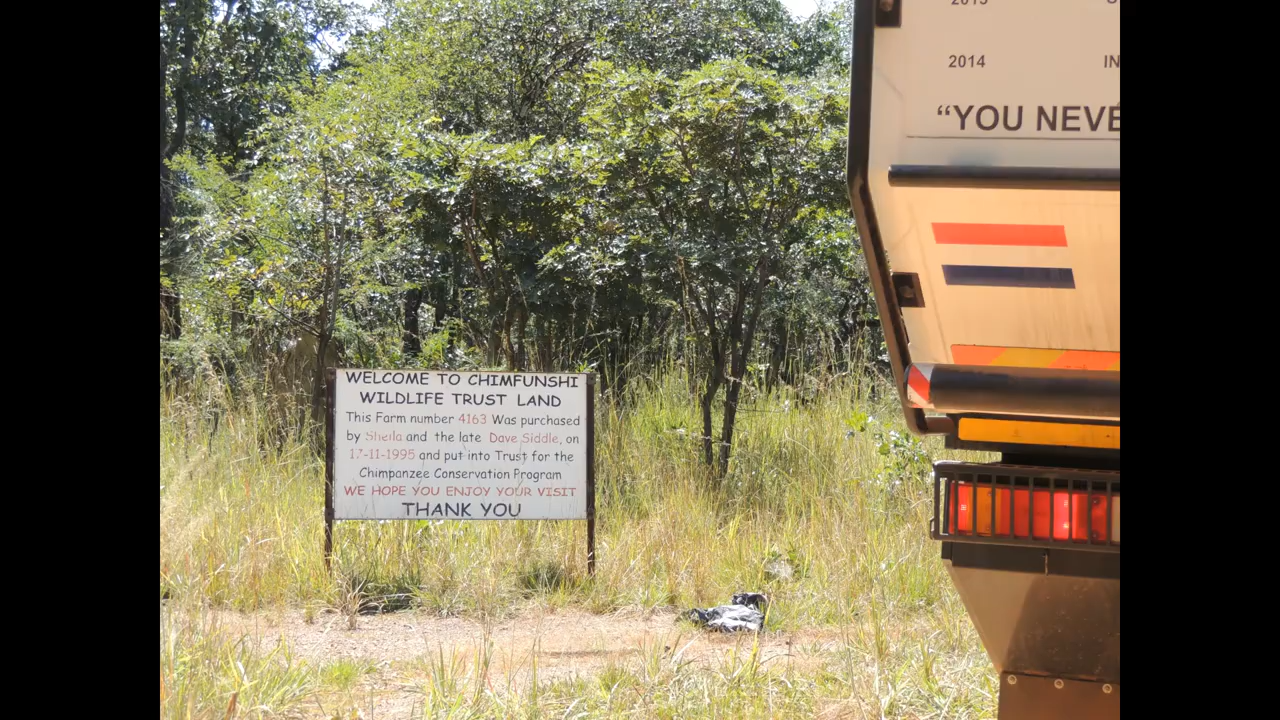 WELCOME TO CHIMFUNSHI
WILDLIFE TRUST LAND
This Farm number 4163 Was purchased
by Sheila and the late Dave Siddle, on
17-11-1995 and put into Trust for the
Chimpanzee Conservation Program
WE HOPE YOU ENJOY YOUR VISIT
THANK YOU
2014 IN
“YOU NEVE